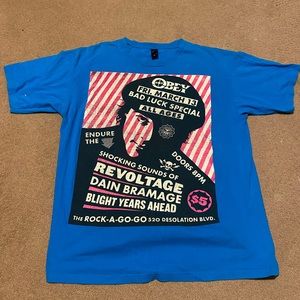 OBEY
FRI. MARCH 13
BAD LUCK SPECIAL
ALL AGES
ENDURE
THE
DOORS 8PM
SHOCKING SOUNDS OF
REVOLTAGE
DAIN BRAMAGE
BLIGHT YEARS AHEAD
$5
THE ROCK-A-GO-GO 520 DESOLATION BLVD.